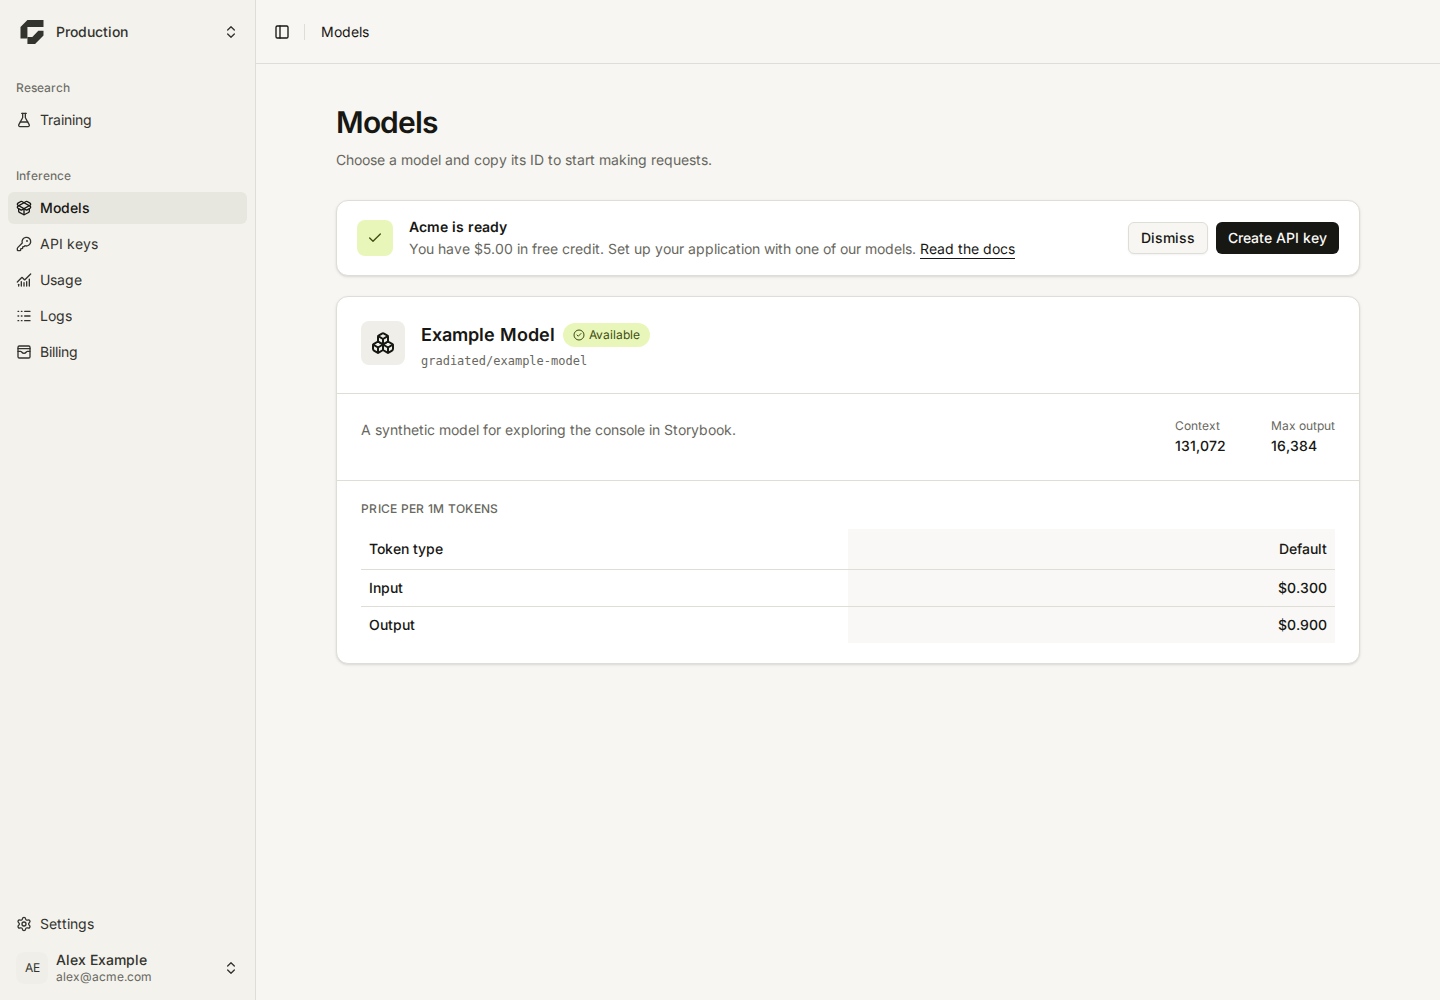 Production
Models
Research
Training
Inference
Models
API keys
Usage
Logs
Billing
Settings
AE
Alex Example
alex@acme.com
Models
Choose a model and copy its ID to start making requests.
Acme is ready
You have $5.00 in free credit. Set up your application with one of our models. Read the docs
Dismiss
Create API key
Example Model
Available
gradiated/example-model
A synthetic model for exploring the console in Storybook.
Context
131,072
Max output
16,384
PRICE PER 1M TOKENS
Token type Default
Input $0.300
Output $0.900